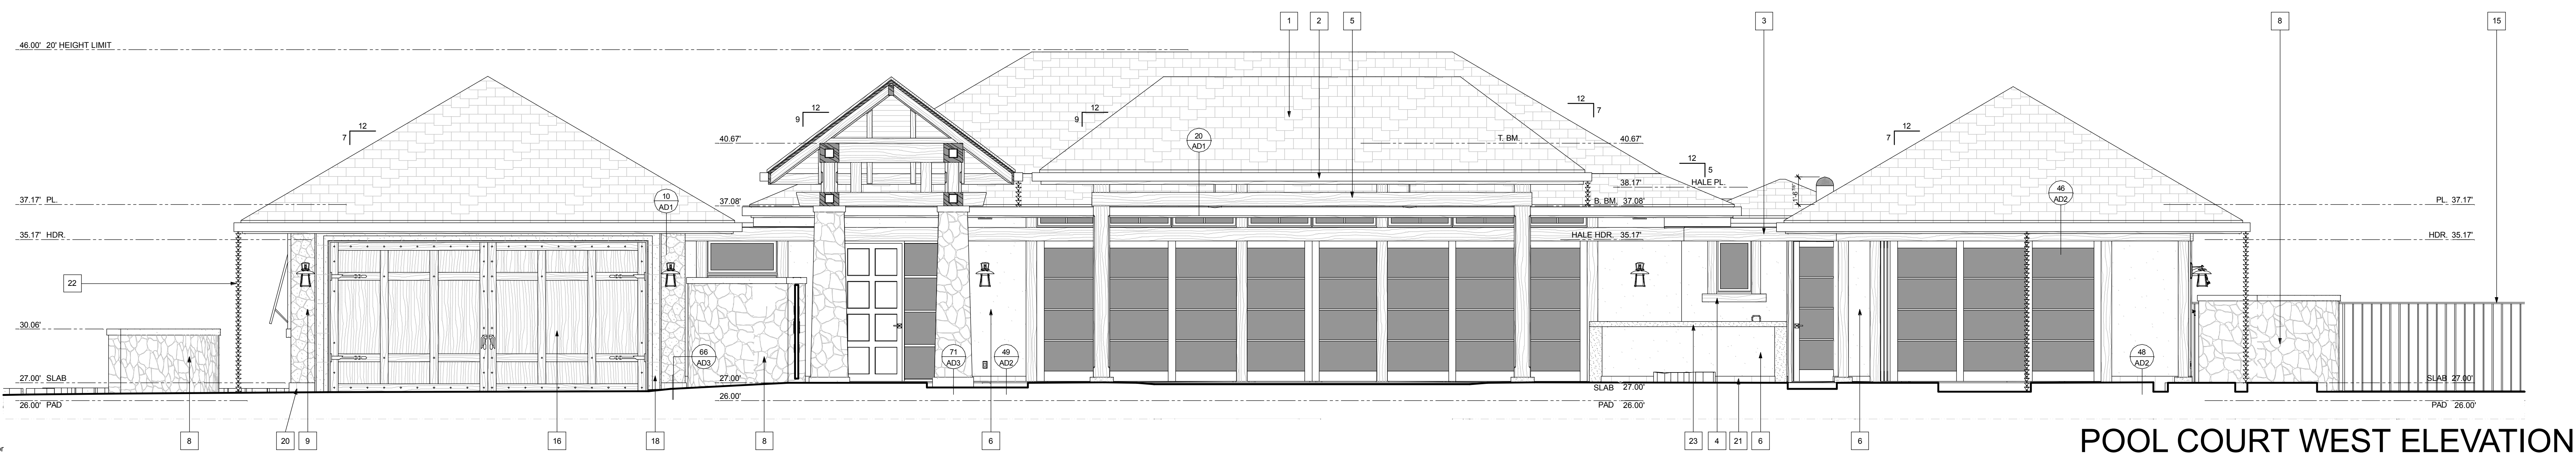 1
2
5
3
8
15
46.00' 20' HEIGHT LIMIT
12
7
12
9
12
9
12
7
12
7
12
5
40.67'
20
AD1
T. BM.
40.67'
38.17'
HALE PL.
1'-6"
37.17' PL.
10
AD1
37.08'
B. BM. 37.08'
46
AD2
PL. 37.17'
35.17' HDR.
HALE HDR. 35.17'
HDR. 35.17'
22
30.06'
66
AD3
71
AD3
49
AD2
48
AD2
27.00' SLAB
27.00'
SLAB 27.00'
SLAB 27.00'
26.00' PAD
26.00'
PAD 26.00'
PAD 26.00'
8
20
9
16
18
8
6
23
4
21
6
6
or
POOL COURT WEST ELEVATION